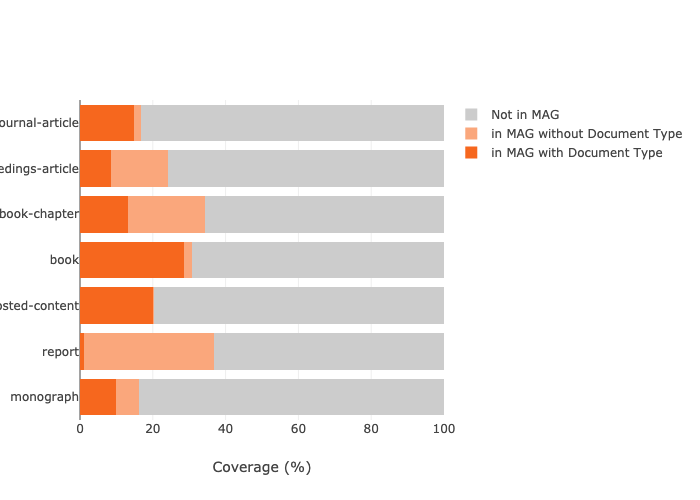 ournal-article
edings-article
book-chapter
book
osted-content
report
monograph
0 20 40 60 80 100
Coverage (%)
Not in MAG
in MAG without Document Type
in MAG with Document Type